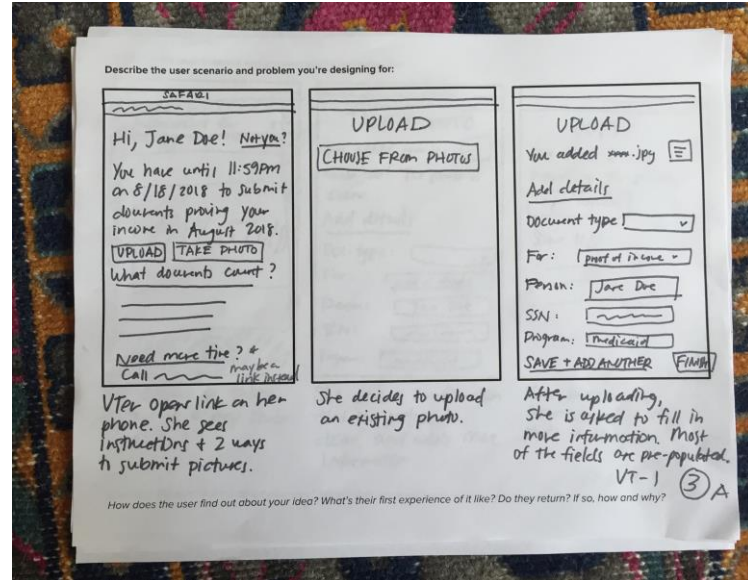 Describe the user scenario and problem you're designing for:
SAFARI
Hi, Jane Doe! Not you?
You have until 11:59pm
on 8/18/2018 to submit
documents proving your
income in August 2018.
UPLOAD TAKE PHOTO
What documents count?
Need more time?
Call
maybe a
link instead
VTer opens link on her
phone. She sees
instructions + 2 ways
to submit pictures.
UPLOAD
CHOOSE FROM PHOTOS
She decides to upload
an existing photo.
UPLOAD
You added .jpg
Add details
Document type
For: proof of income
Person: Jane Doe
SSN:
Program: medicaid
SAVE + ADD ANOTHER FINISH
After uploading,
she is asked to fill in
more information. Most
of the fields are pre-populated.
VT-1
3 A
How does the user find out about your idea? What's their first experience of it like? Do they return? If so, how and why?